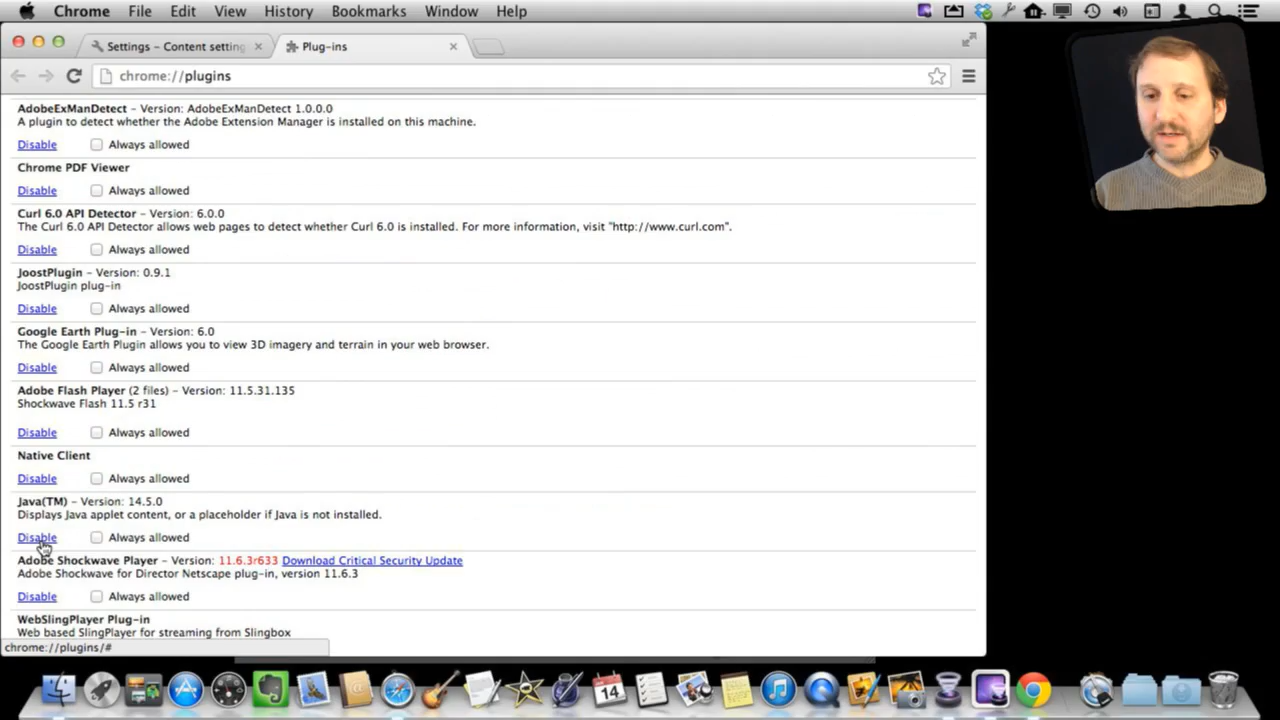 Chrome File Edit View History Bookmarks Window Help
Settings – Content setting × Plug-ins ×
chrome://plugins
AdobeExManDetect – Version: AdobeExManDetect 1.0.0.0
A plugin to detect whether the Adobe Extension Manager is installed on this machine.
Disable Always allowed
Chrome PDF Viewer
Disable Always allowed
Curl 6.0 API Detector – Version: 6.0.0
The Curl 6.0 API Detector allows web pages to detect whether Curl 6.0 is installed. For more information, visit "http://www.curl.com".
Disable Always allowed
JoostPlugin – Version: 0.9.1
JoostPlugin plug-in
Disable Always allowed
Google Earth Plug-in – Version: 6.0
The Google Earth Plugin allows you to view 3D imagery and terrain in your web browser.
Disable Always allowed
Adobe Flash Player (2 files) – Version: 11.5.31.135
Shockwave Flash 11.5 r31
Disable Always allowed
Native Client
Disable Always allowed
Java(TM) – Version: 14.5.0
Displays Java applet content, or a placeholder if Java is not installed.
Disable Always allowed
Adobe Shockwave Player – Version: 11.6.3r633 Download Critical Security Update
Adobe Shockwave for Director Netscape plug-in, version 11.6.3
Disable Always allowed
WebSlingPlayer Plug-in
Web based SlingPlayer for streaming from Slingbox
chrome://plugins/#
14